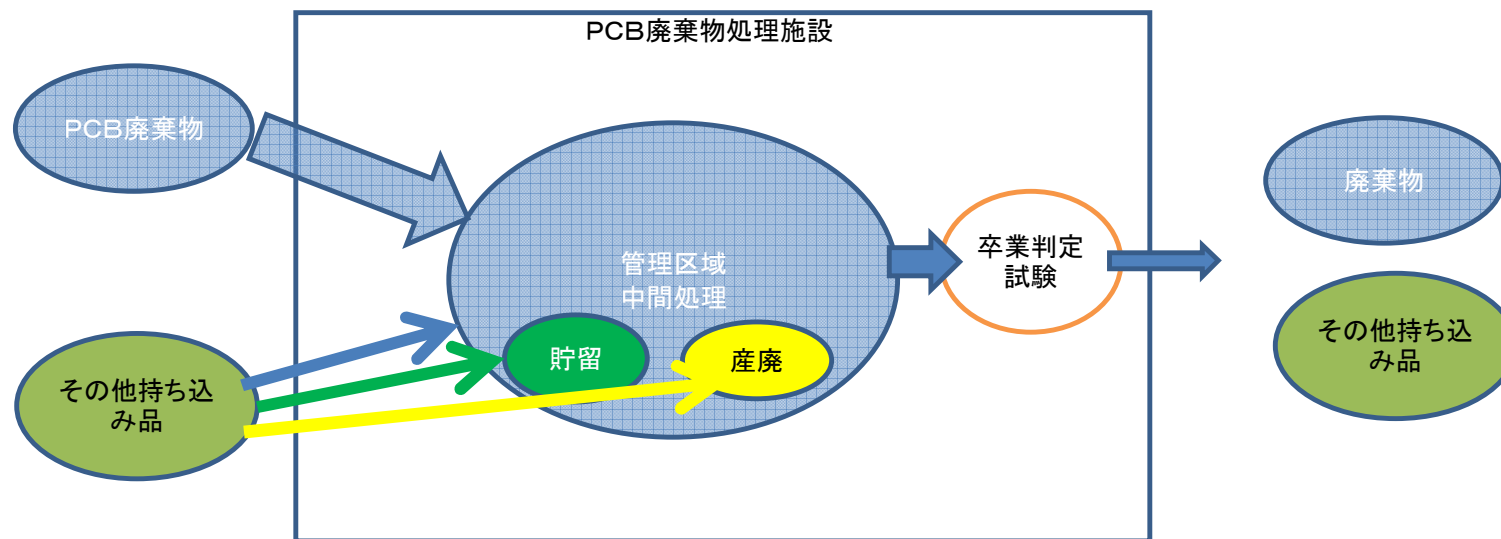 PCB廃棄物処理施設
PCB廃棄物
管理区域
中間処理
貯留
産廃
その他持ち込
み品
卒業判定
試験
廃棄物
その他持ち込
み品